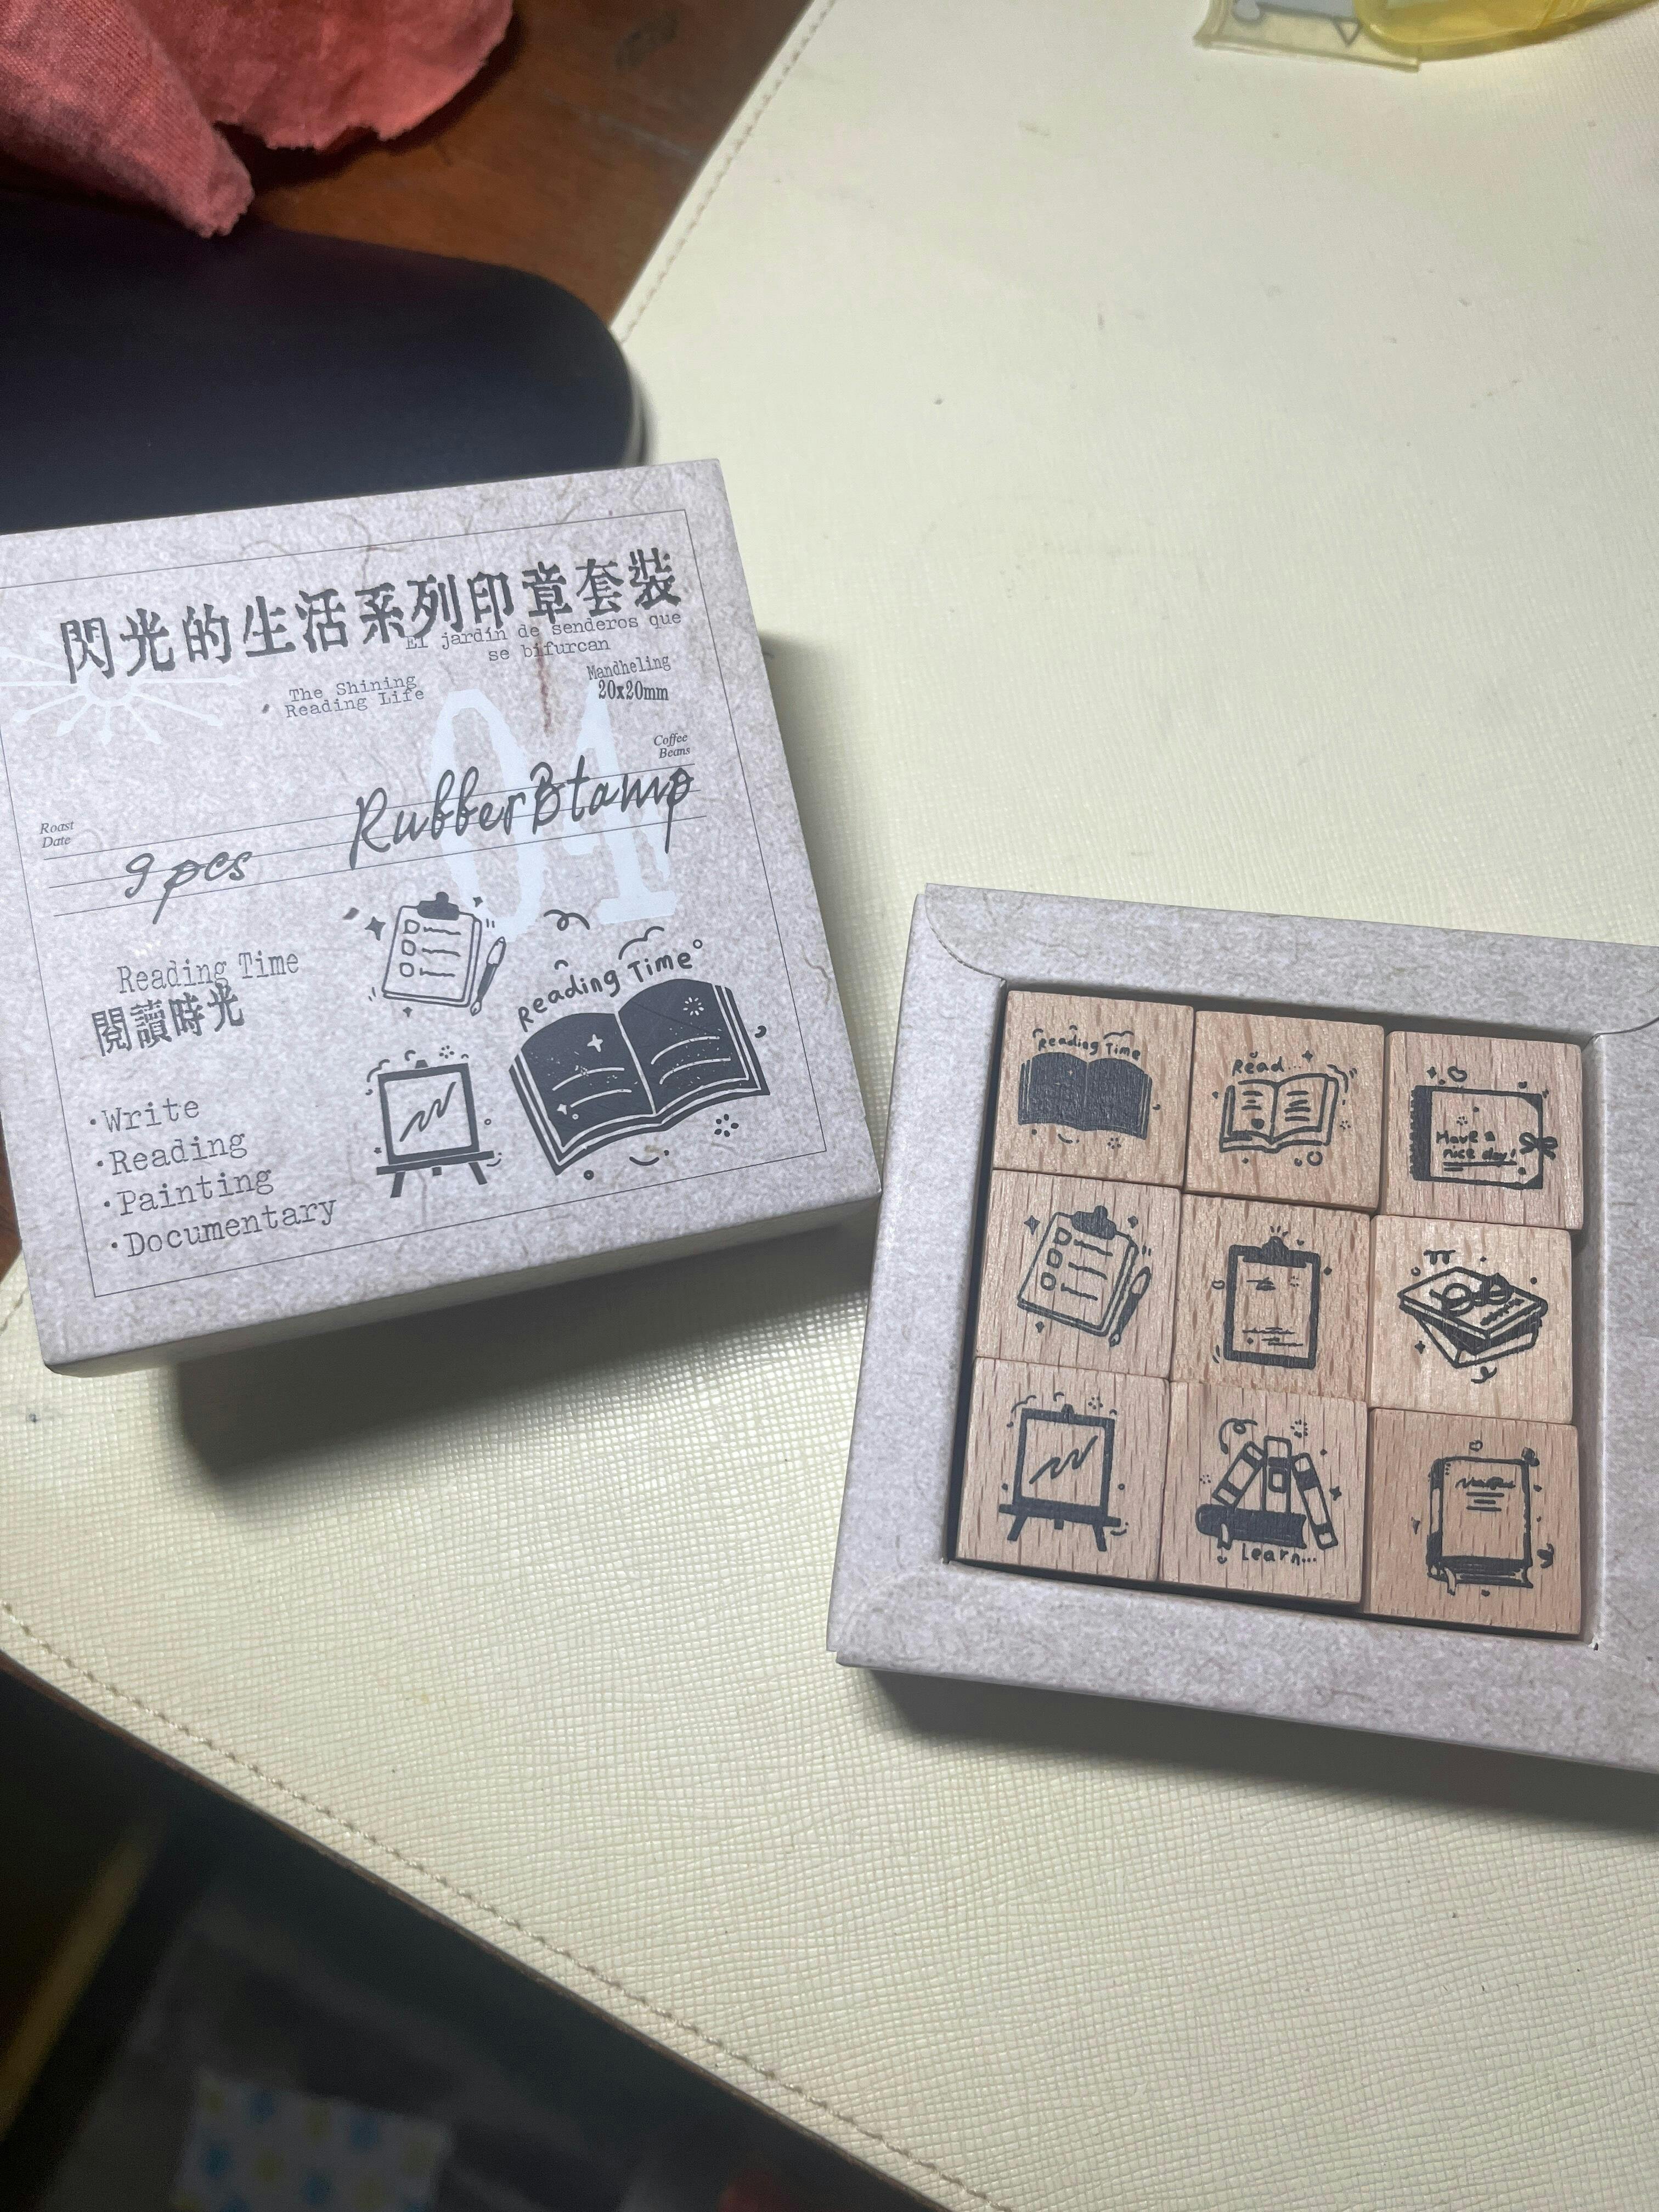 閃光的生活系列印章套裝
El jardín de senderos que
se bifurcan
The Shining
Reading Life
Mandheling
20x20mm
04
Coffee
Beans
Roast
Date
9 pcs
RubberBtamp
Reading Time
閱讀時光
Reading Time
·Write
·Reading
·Painting
·Documentary
Reading Time
Read...
Have a
nice day!
Learn...